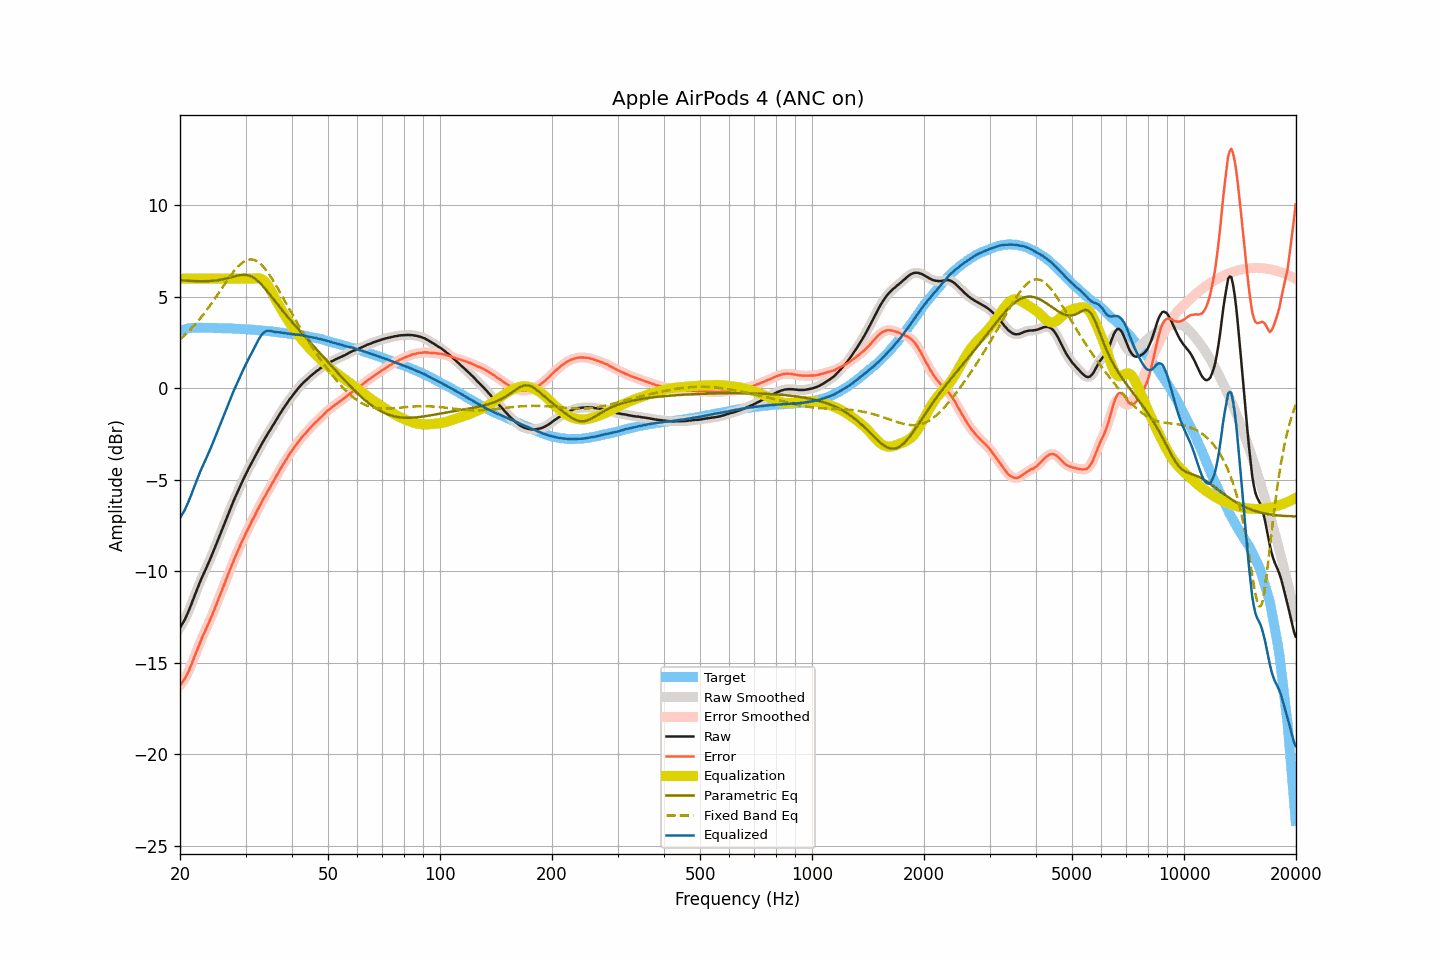 Apple AirPods 4 (ANC on)
10
5
0
−5
−10
−15
−20
−25
Amplitude (dBr)
Target
Raw Smoothed
Error Smoothed
Raw
Error
Equalization
Parametric Eq
Fixed Band Eq
Equalized
20 50 100 200 500 1000 2000 5000 10000 20000
Frequency (Hz)